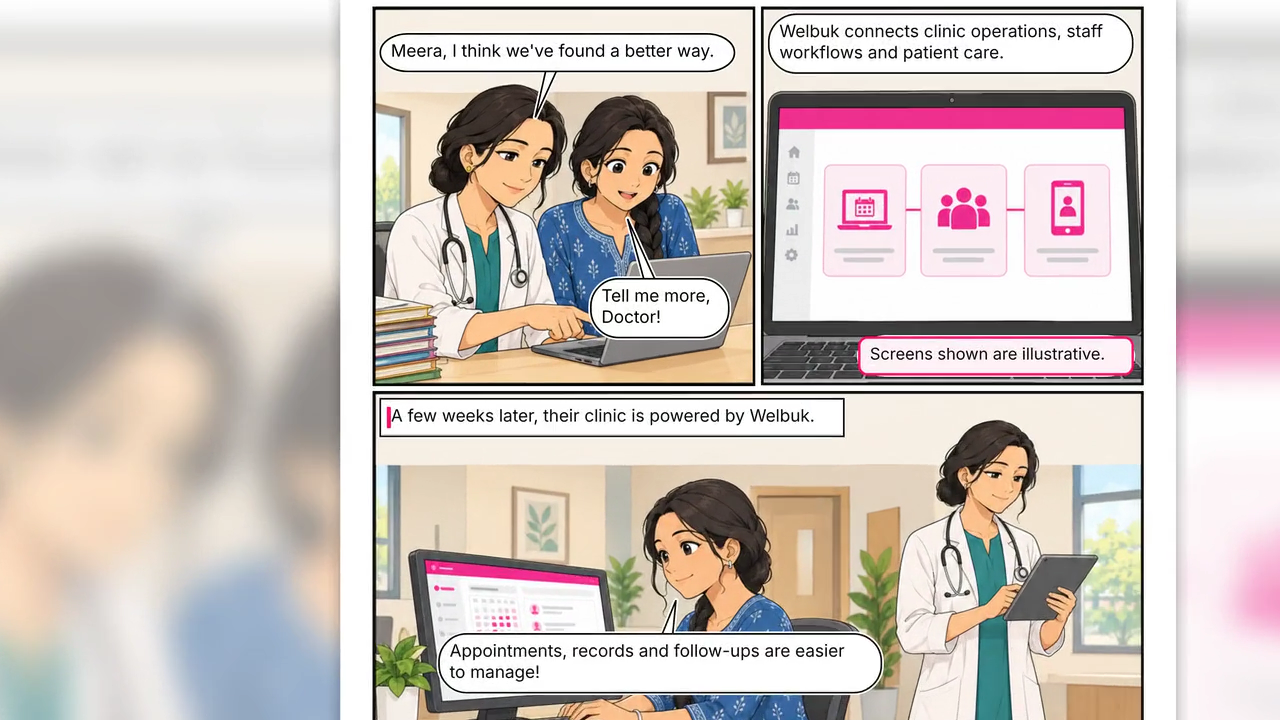 Meera, I think we've found a better way.
Tell me more,
Doctor!
Welbuk connects clinic operations, staff
workflows and patient care.
Screens shown are illustrative.
A few weeks later, their clinic is powered by Welbuk.
Appointments, records and follow-ups are easier
to manage!